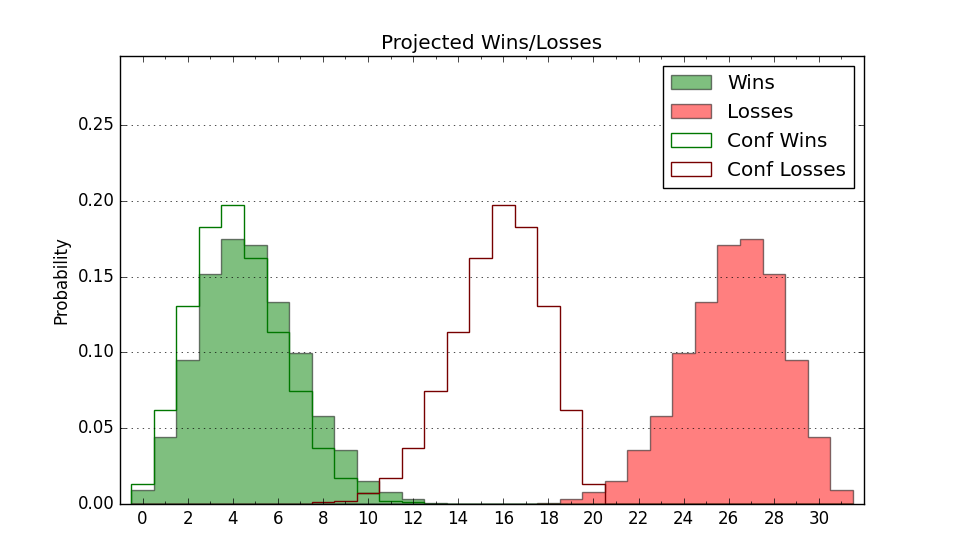 Projected Wins/Losses
Wins
Losses
Conf Wins
Conf Losses
Probability
0.25
0.20
0.15
0.10
0.05
0.00
0 2 4 6 8 10 12 14 16 18 20 22 24 26 28 30